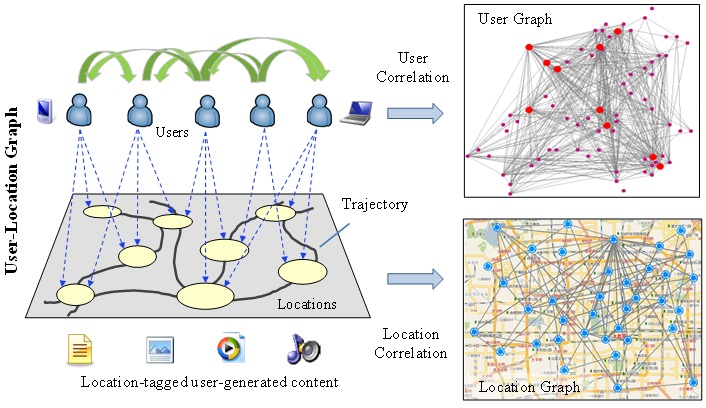 User-Location Graph
Users
Trajectory
Locations
Location-tagged user-generated content
User
Correlation
Location
Correlation
User Graph
Location Graph